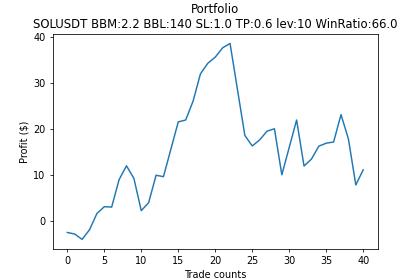 Portfolio
SOLUSDT BBM:2.2 BBL:140 SL:1.0 TP:0.6 lev:10 WinRatio:66.0
40
30
20
10
0
Profit ($)
0 5 10 15 20 25 30 35 40
Trade counts